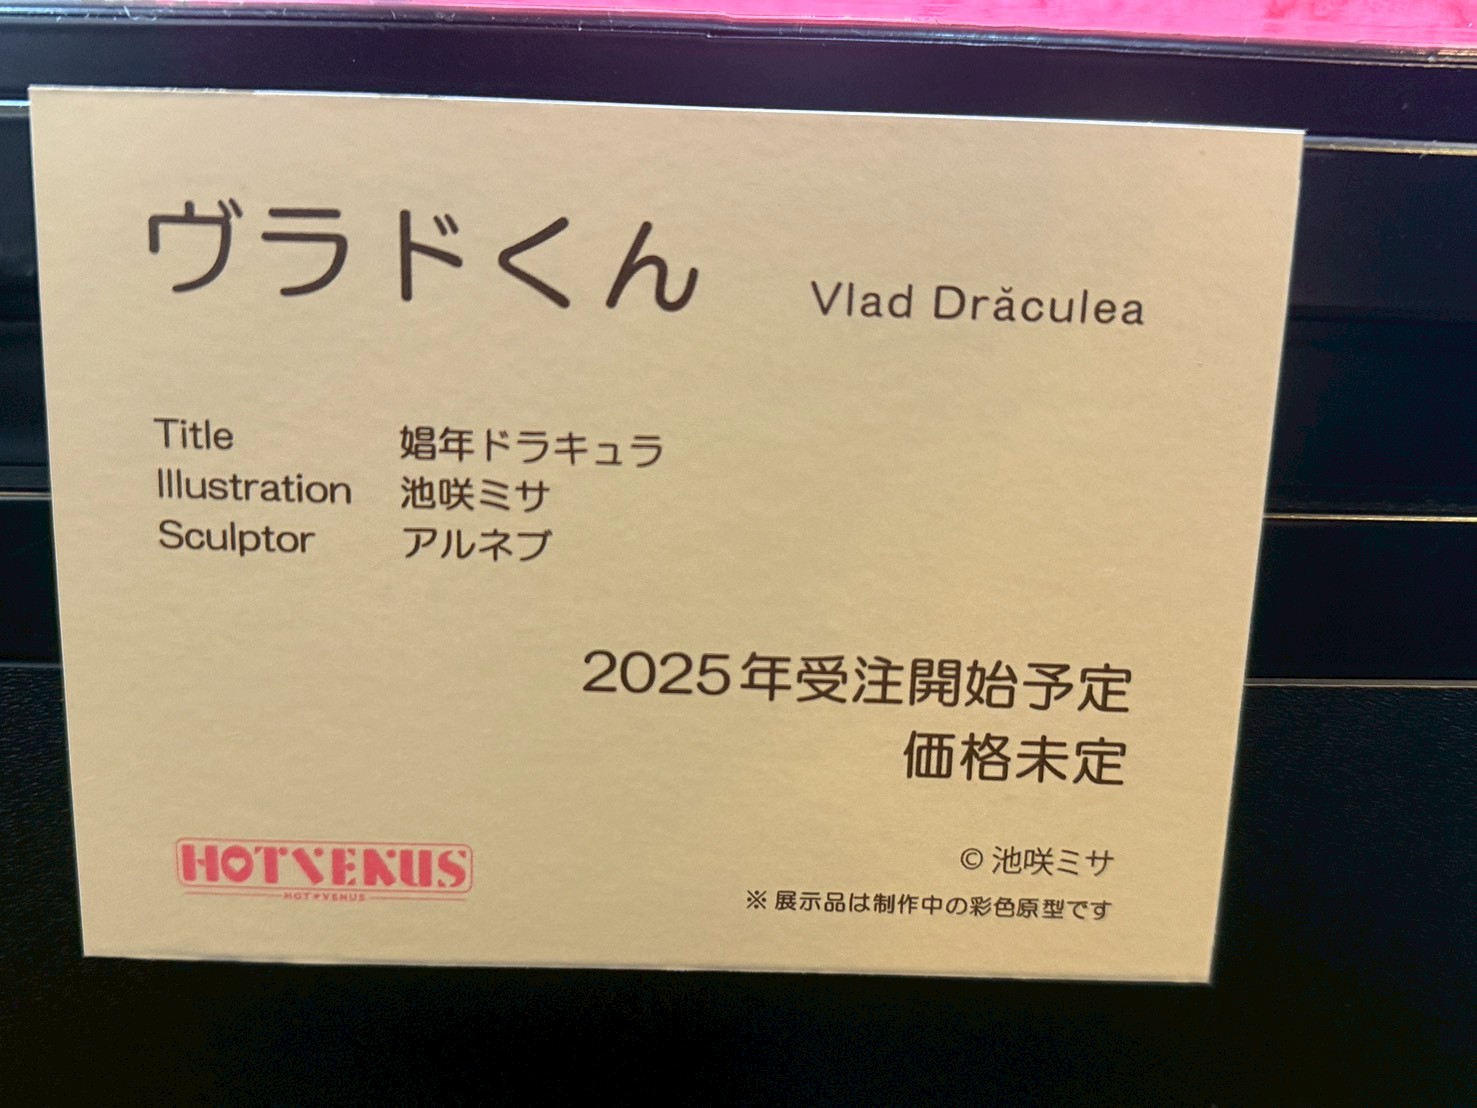 ヴラドくん Vlad Drăculea
Title 娼年ドラキュラ
Illustration 池咲ミサ
Sculptor アルネブ
2025年受注開始予定
価格未定
HOTVENUS
HOT♥VENUS
© 池咲ミサ
※ 展示品は制作中の彩色原型です